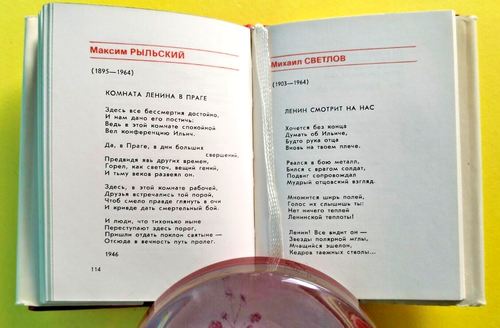 Максим РЫЛЬСКИЙ
(1895—1964)
КОМНАТА ЛЕНИНА В ПРАГЕ
Здесь все бессмертия достойно,
И нам дано его постичь:
Ведь в этой комнате спокойной
Вел конференцию Ильич.
Да, в Праге, в дни больших
свершений,
Предвидя явь других времен,
Горел, как светоч, вещий гений,
И тьму веков развеял он.
Здесь, в этой комнате рабочей,
Друзья встречались той порой,
Чтоб смело правде глянуть в очи
И кривде дать смертельный бой.
И люди, что тихонько ныне
Переступают здесь порог,
Пришли отдать поклон святыне —
Отсюда в вечность путь пролег.
1946
114
Михаил СВЕТЛОВ
(1903—1964)
ЛЕНИН СМОТРИТ НА НАС
Хочется без конца
Думать об Ильиче,
Будто рука отца
Вновь на твоем плече.
Рвался в бою металл,
Бился с врагом солдат,
Подвиг сопровождал
Мудрый отцовский взгляд.
Множится ширь полей,
Голос их слышишь ты!
Нет ничего теплей
Ленинской теплоты!
Ленин! Все видит он —
Звезды полярной мглы,
Мчащийся эшелон,
Кедров таежных стволы...